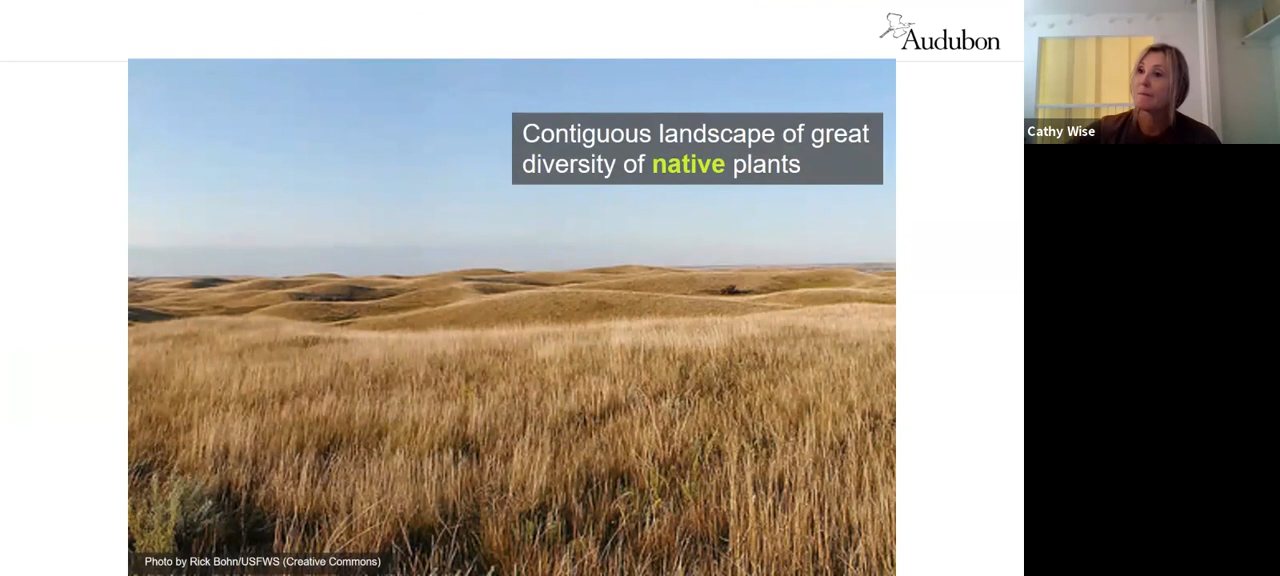 Audubon
Contiguous landscape of great
diversity of native plants
Cathy Wise
Photo by Rick Bohn/USFWS (Creative Commons)